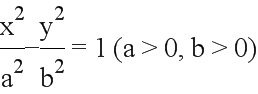 x²/a² - y²/b² = 1 (a > 0, b > 0)